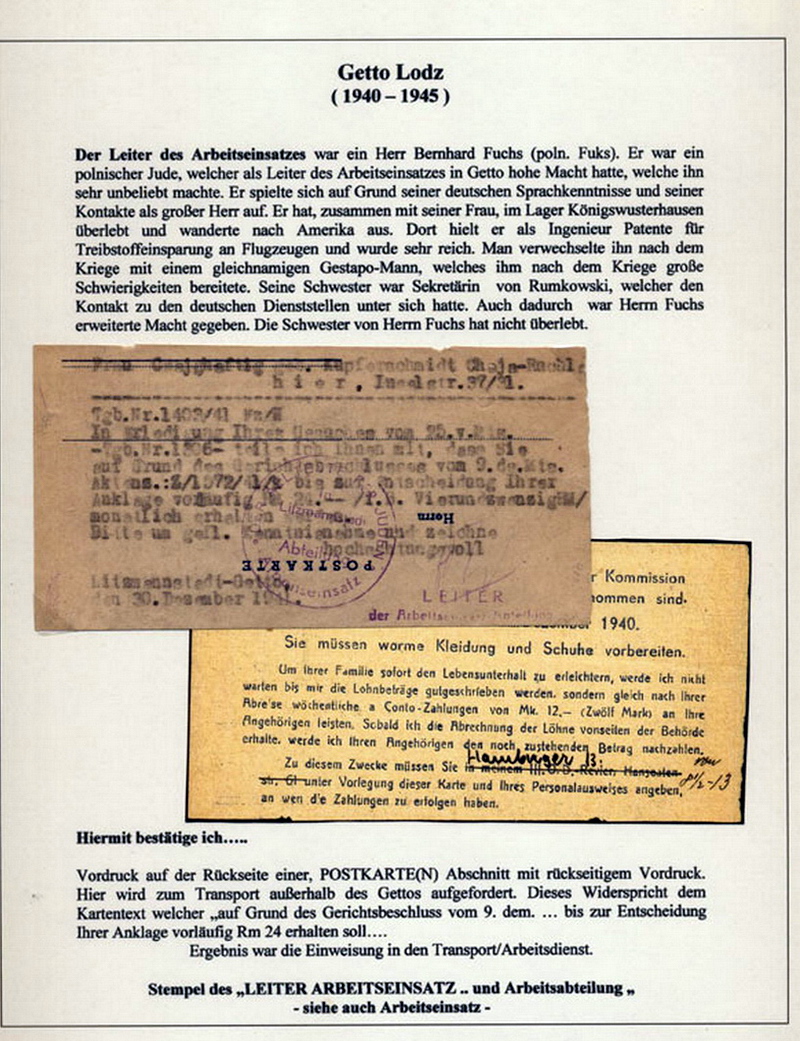 Getto Lodz
( 1940 – 1945 )
Der Leiter des Arbeitseinsatzes war ein Herr Bernhard Fuchs (poln. Fuks). Er war ein
polnischer Jude, welcher als Leiter des Arbeitseinsatzes in Getto hohe Macht hatte, welche ihn
sehr unbeliebt machte. Er spielte sich auf Grund seiner deutschen Sprachkenntnisse und seiner
Kontakte als großer Herr auf. Er hat, zusammen mit seiner Frau, im Lager Königswusterhausen
überlebt und wanderte nach Amerika aus. Dort hielt er als Ingenieur Patente für
Treibstoffeinsparung an Flugzeugen und wurde sehr reich. Man verwechselte ihn nach dem
Kriege mit einem gleichnamigen Gestapo-Mann, welches ihm nach dem Kriege große
Schwierigkeiten bereitete. Seine Schwester war Sekretärin von Rumkowski, welcher den
Kontakt zu den deutschen Dienststellen unter sich hatte. Auch dadurch war Herrn Fuchs
erweiterte Macht gegeben. Die Schwester von Herrn Fuchs hat nicht überlebt.
Frau
h i e r ,
Tgb.Nr.1409/41
In Erledigung Ihres Gesuches vom 25.v.Mts.
teile ich Ihnen mit, dass Sie
auf Grund des Gerichtsbeschlusses vom 9.ds.Mts.
bis zur Entscheidung Ihrer
Anklage vorläufig
monatlich erhalten
Herrn
Bitte um gefl. Kenntnisnahme und zeichne
hochachtungsvoll
POSTKARTE
Litzmannstadt-Getto,
den 30.Dezember
LEITER
der
r Kommission
nommen sind.
1940.
Sie müssen warme Kleidung und Schuhe vorbereiten.
Um Ihrer Familie sofort den Lebensunterhalt zu erleichtern, werde ich nicht
warten bis mir die Lohnbeträge gutgeschrieben werden, sondern gleich nach Ihrer
Abre'se wöchentliche a Conto-Zahlungen von Mk. 12.— (Zwölf Mark) an Ihre
Angehörigen leisten. Sobald ich die Abrechnung der Löhne vonseiten der Behörde
erhalte, werde ich Ihren Angehörigen den noch zustehenden Betrag nachzahlen.
Hamburger
Zu diesem Zwecke müssen Sie in meinem
str. 61 unter Vorlegung dieser Karte und Ihres Personalausweises angeben,
an wen d'e Zahlungen zu erfolgen haben.
Hiermit bestätige ich…..
Vordruck auf der Rückseite einer, POSTKARTE(N) Abschnitt mit rückseitigem Vordruck.
Hier wird zum Transport außerhalb des Gettos aufgefordert. Dieses Widerspricht dem
Kartentext welcher „auf Grund des Gerichtsbeschluss vom 9. dem. … bis zur Entscheidung
Ihrer Anklage vorläufig Rm 24 erhalten soll….
Ergebnis war die Einweisung in den Transport/Arbeitsdienst.
Stempel des „LEITER ARBEITSEINSATZ .. und Arbeitsabteilung „
- siehe auch Arbeitseinsatz -